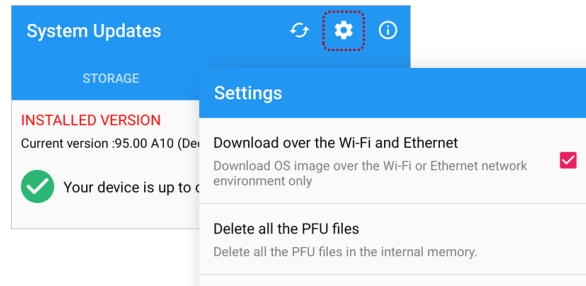 System Updates
STORAGE
INSTALLED VERSION
Current version :95.00 A10 (De
Your device is up to
Settings
Download over the Wi-Fi and Ethernet
Download OS image over the Wi-Fi or Ethernet network
environment only
Delete all the PFU files
Delete all the PFU files in the internal memory.